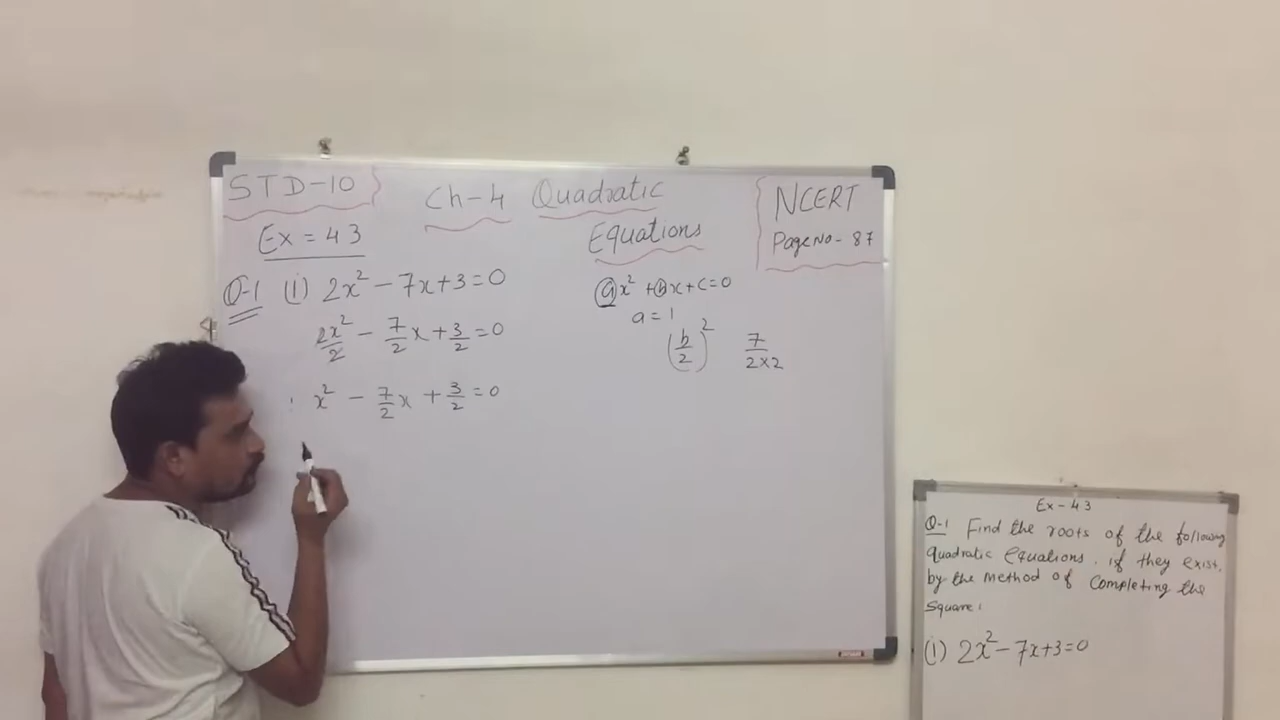 STD-10
Ch-4 Quadratic
Equations
NCERT
Page No- 87
Ex = 4 3
Q-1 (i) 2x² - 7x+3=0
2x²/2 - 7/2 x + 3/2 = 0
x² - 7/2 x + 3/2 = 0
ax² + bx + c = 0
a = 1
(b/2)² 7/2×2
Ex - 4 3
Q-1 Find the roots of the following
quadratic Equations, if they exist,
by the method of Completing the
Square:
(i) 2x² - 7x+3=0